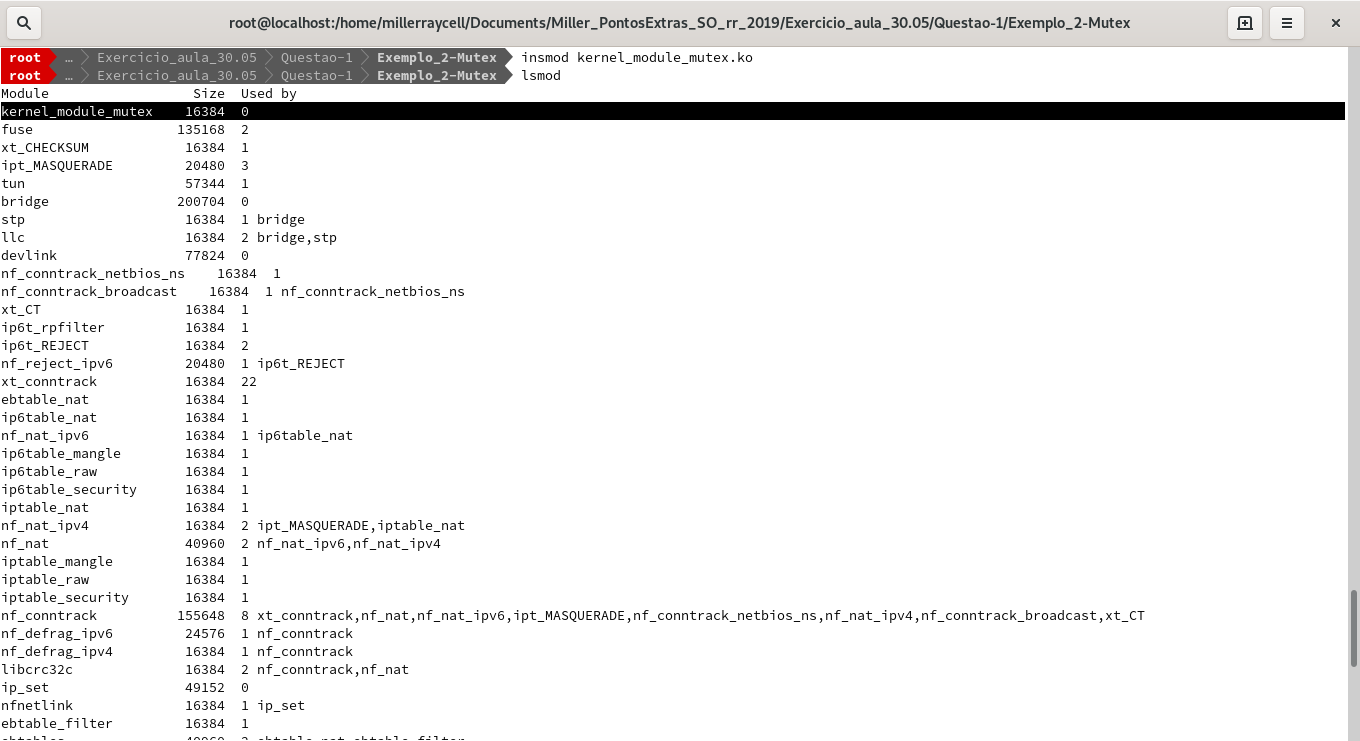 root@localhost:/home/millerraycell/Documents/Miller_PontosExtras_SO_rr_2019/Exercicio_aula_30.05/Questao-1/Exemplo_2-Mutex
root … Exercicio_aula_30.05 Questao-1 Exemplo_2-Mutex insmod kernel_module_mutex.ko
root … Exercicio_aula_30.05 Questao-1 Exemplo_2-Mutex lsmod
Module                  Size  Used by
kernel_module_mutex    16384  0
fuse                  135168  2
xt_CHECKSUM            16384  1
ipt_MASQUERADE         20480  3
tun                    57344  1
bridge                200704  0
stp                    16384  1 bridge
llc                    16384  2 bridge,stp
devlink                77824  0
nf_conntrack_netbios_ns    16384  1
nf_conntrack_broadcast    16384  1 nf_conntrack_netbios_ns
xt_CT                  16384  1
ip6t_rpfilter          16384  1
ip6t_REJECT            16384  2
nf_reject_ipv6         20480  1 ip6t_REJECT
xt_conntrack           16384  22
ebtable_nat            16384  1
ip6table_nat           16384  1
nf_nat_ipv6            16384  1 ip6table_nat
ip6table_mangle        16384  1
ip6table_raw           16384  1
ip6table_security      16384  1
iptable_nat            16384  1
nf_nat_ipv4            16384  2 ipt_MASQUERADE,iptable_nat
nf_nat                 40960  2 nf_nat_ipv6,nf_nat_ipv4
iptable_mangle         16384  1
iptable_raw            16384  1
iptable_security       16384  1
nf_conntrack          155648  8 xt_conntrack,nf_nat,nf_nat_ipv6,ipt_MASQUERADE,nf_conntrack_netbios_ns,nf_nat_ipv4,nf_conntrack_broadcast,xt_CT
nf_defrag_ipv6         24576  1 nf_conntrack
nf_defrag_ipv4         16384  1 nf_conntrack
libcrc32c              16384  2 nf_conntrack,nf_nat
ip_set                 49152  0
nfnetlink              16384  1 ip_set
ebtable_filter         16384  1